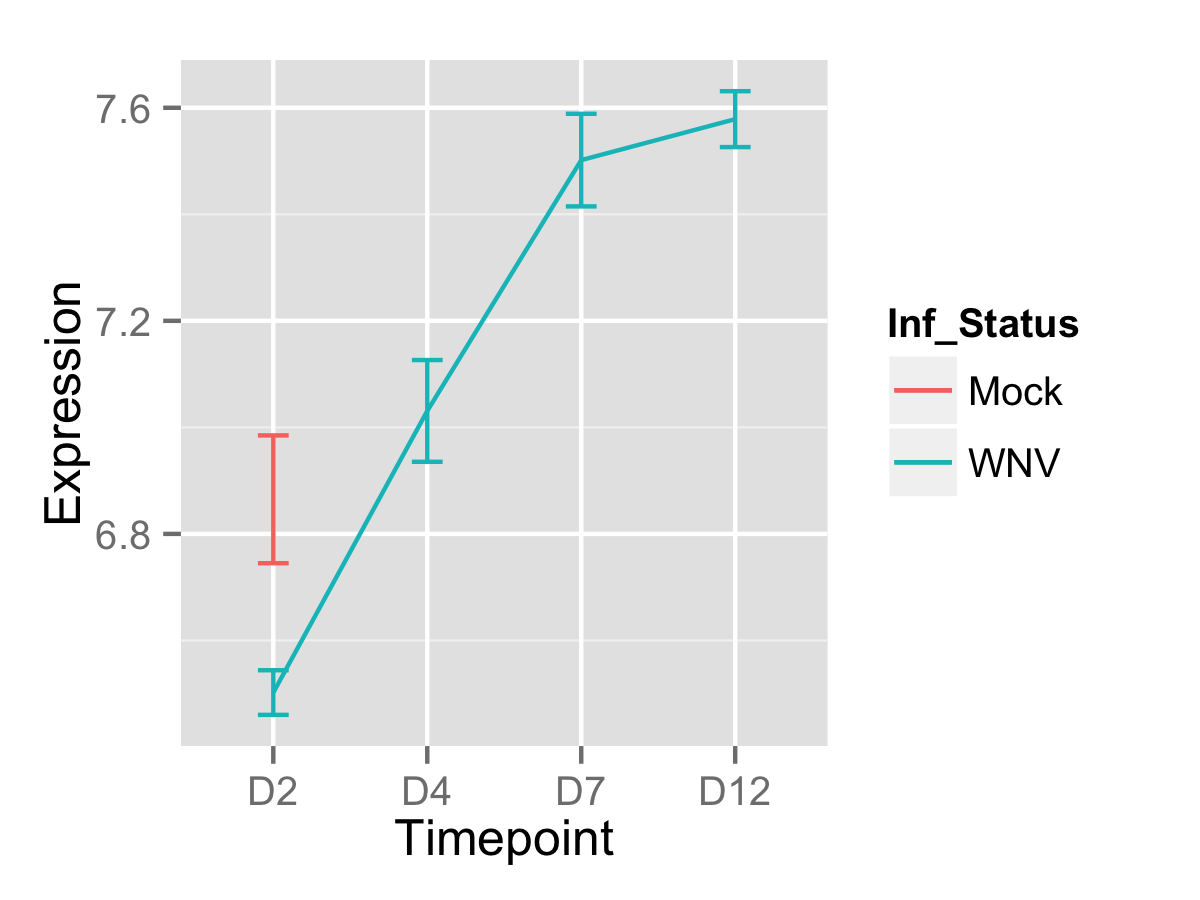 7.6
7.2
6.8
Expression
D2 D4 D7 D12
Timepoint
Inf_Status
Mock
WNV